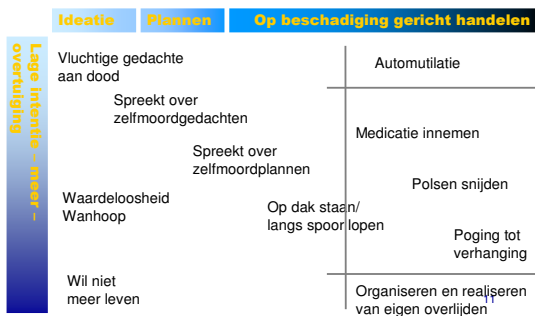 Ideatie Plannen Op beschadiging gericht handelen
Lage intentie – meer –
overtuiging
Vluchtige gedachte
aan dood
Automutilatie
Spreekt over
zelfmoordgedachten
Medicatie innemen
Spreekt over
zelfmoordplannen
Polsen snijden
Waardeloosheid
Wanhoop
Op dak staan/
langs spoor lopen
Poging tot
verhanging
Wil niet
meer leven
Organiseren en realiseren
van eigen overlijden
11